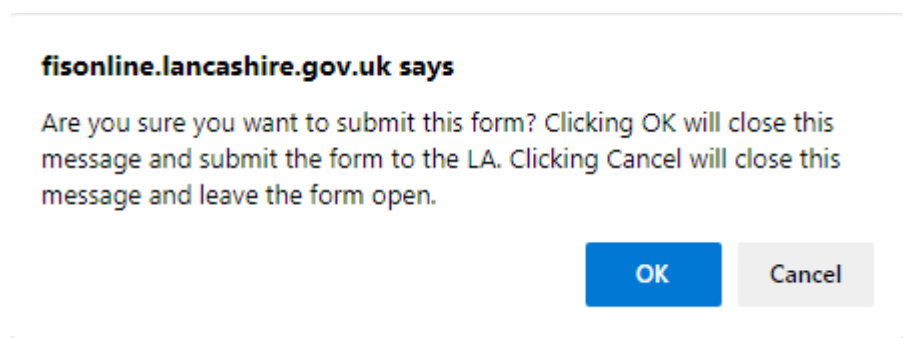 fisonline.lancashire.gov.uk says
Are you sure you want to submit this form? Clicking OK will close this
message and submit the form to the LA. Clicking Cancel will close this
message and leave the form open.
OK Cancel